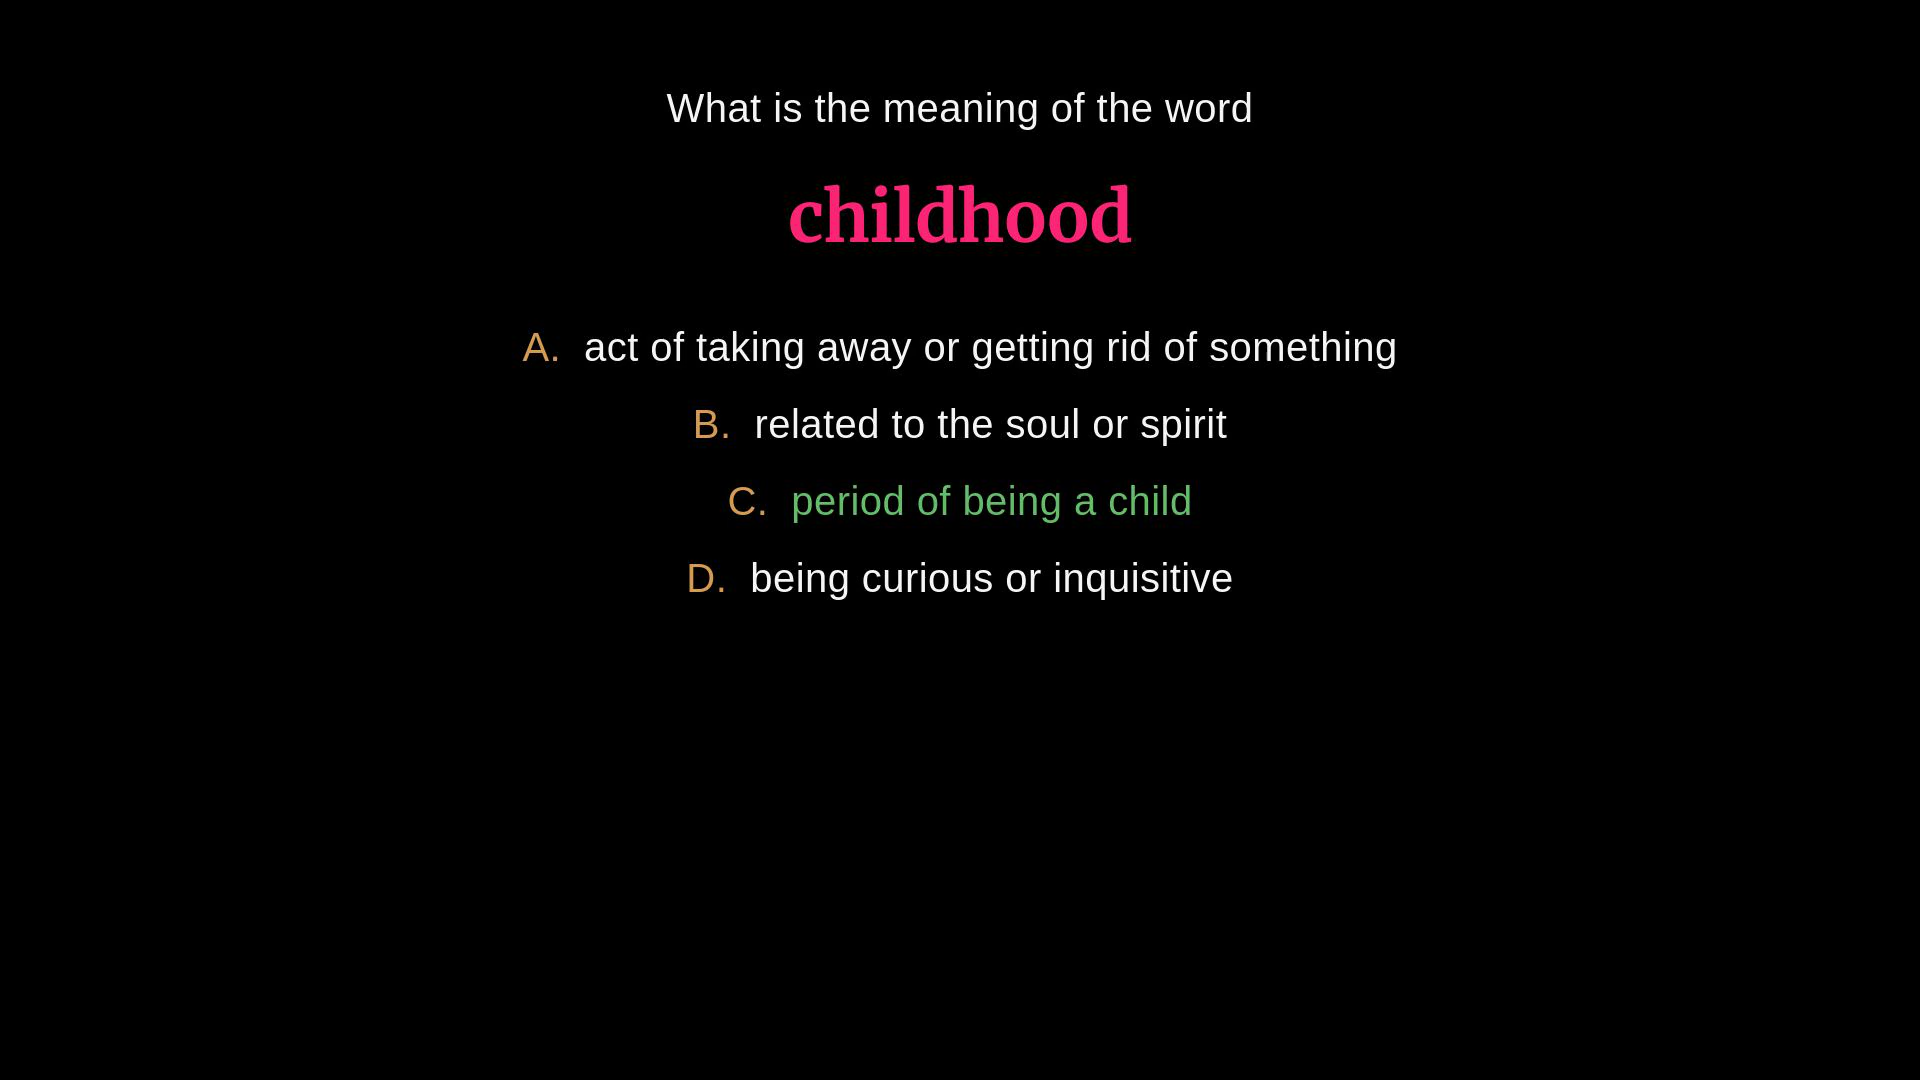 What is the meaning of the word
childhood
A. act of taking away or getting rid of something
B. related to the soul or spirit
C. period of being a child
D. being curious or inquisitive